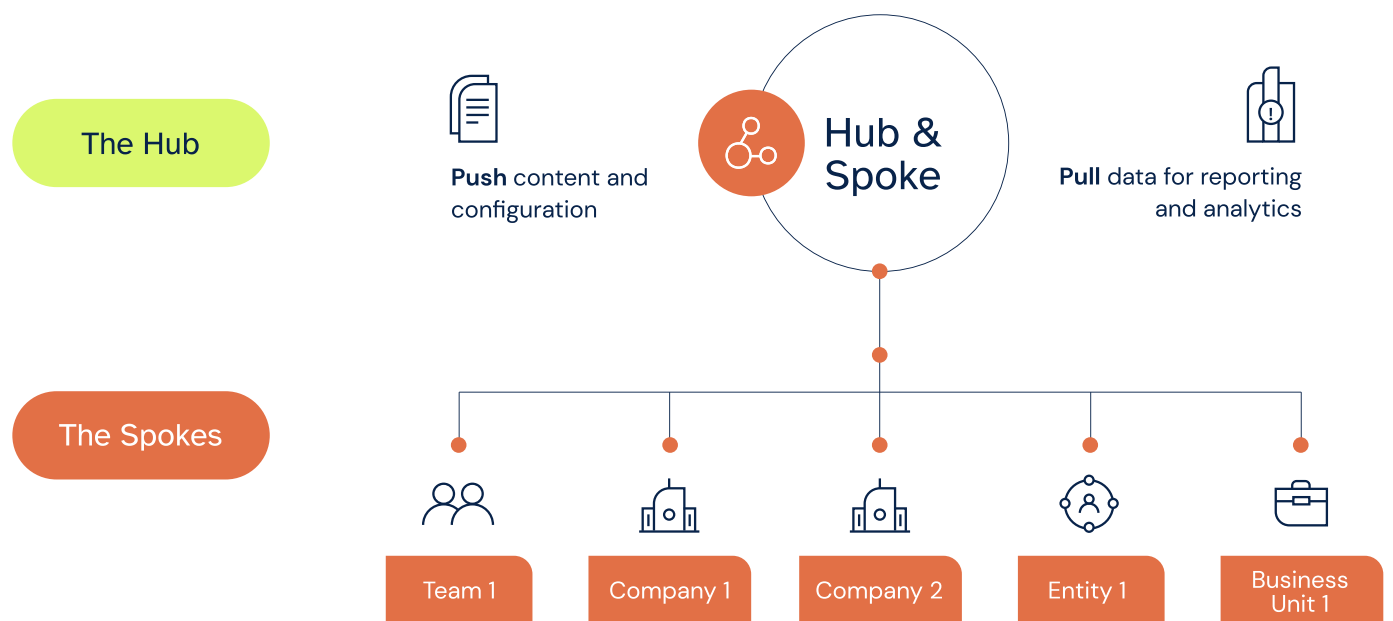 The Hub
Push content and
configuration
Hub &
Spoke
Pull data for reporting
and analytics
The Spokes
Team 1
Company 1
Company 2
Entity 1
Business
Unit 1